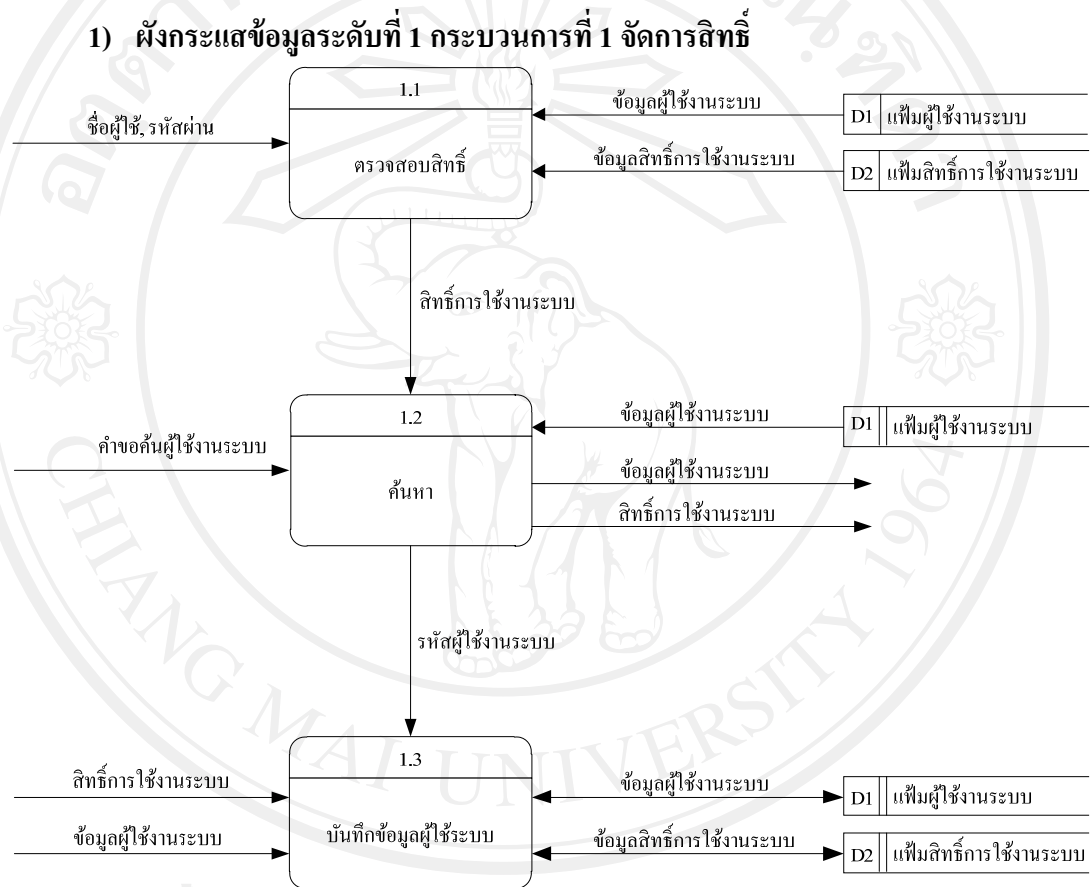 1) ผังกระแสข้อมูลระดับที่ 1 กระบวนการที่ 1 จัดการสิทธิ์
1.1
ตรวจสอบสิทธิ์
ชื่อผู้ใช้, รหัสผ่าน
ข้อมูลผู้ใช้งานระบบ
D1 แฟ้มผู้ใช้งานระบบ
ข้อมูลสิทธิ์การใช้งานระบบ
D2 แฟ้มสิทธิ์การใช้งานระบบ
สิทธิ์การใช้งานระบบ
1.2
ค้นหา
คำขอค้นผู้ใช้งานระบบ
ข้อมูลผู้ใช้งานระบบ
D1 แฟ้มผู้ใช้งานระบบ
ข้อมูลผู้ใช้งานระบบ
สิทธิ์การใช้งานระบบ
รหัสผู้ใช้งานระบบ
1.3
บันทึกข้อมูลผู้ใช้ระบบ
สิทธิ์การใช้งานระบบ
ข้อมูลผู้ใช้งานระบบ
ข้อมูลผู้ใช้งานระบบ
D1 แฟ้มผู้ใช้งานระบบ
ข้อมูลสิทธิ์การใช้งานระบบ
D2 แฟ้มสิทธิ์การใช้งานระบบ
CHIANG MAI UNIVERSITY 1964